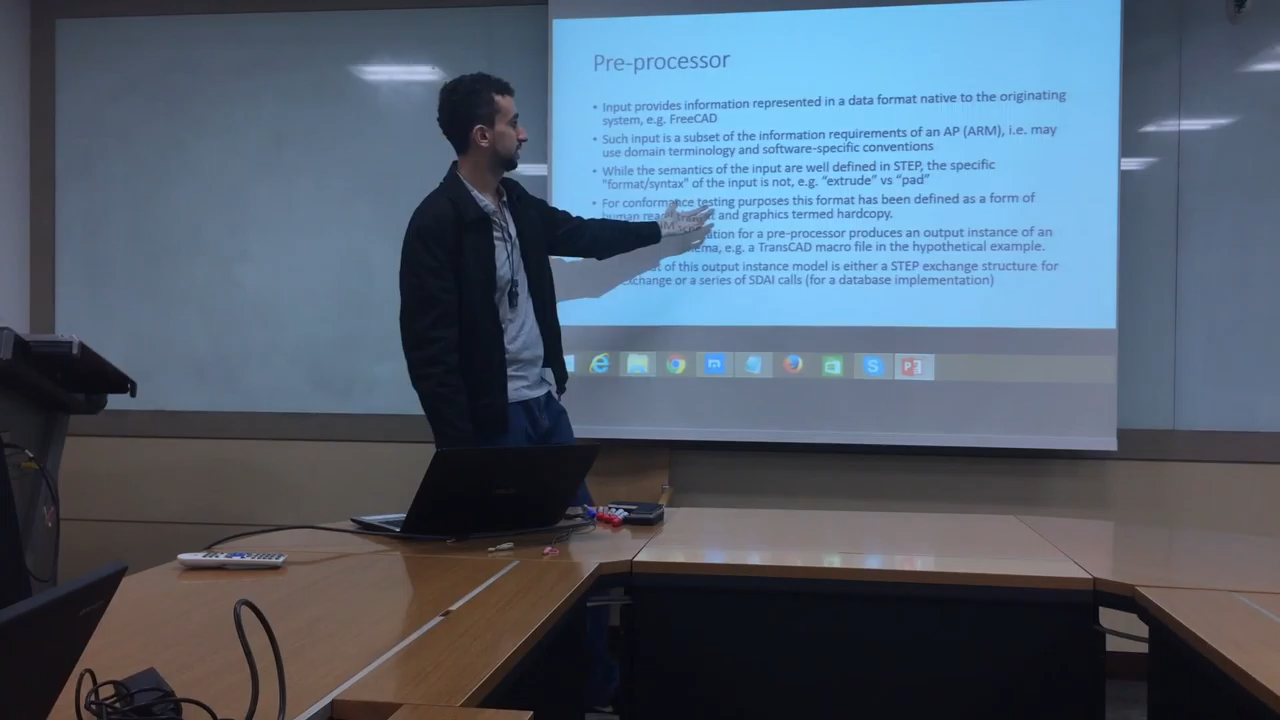 Pre-processor
• Input provides information represented in a data format native to the originating
system, e.g. FreeCAD
• Such input is a subset of the information requirements of an AP (ARM), i.e. may
use domain terminology and software-specific conventions
• While the semantics of the input are well defined in STEP, the specific
"format/syntax" of the input is not, e.g. "extrude" vs "pad"
• For conformance testing purposes this format has been defined as a form of
human and graphics termed hardcopy.
for a pre-processor produces an output instance of an
e.g. a TransCAD macro file in the hypothetical example.
of this output instance model is either a STEP exchange structure for
or a series of SDAI calls (for a database implementation)